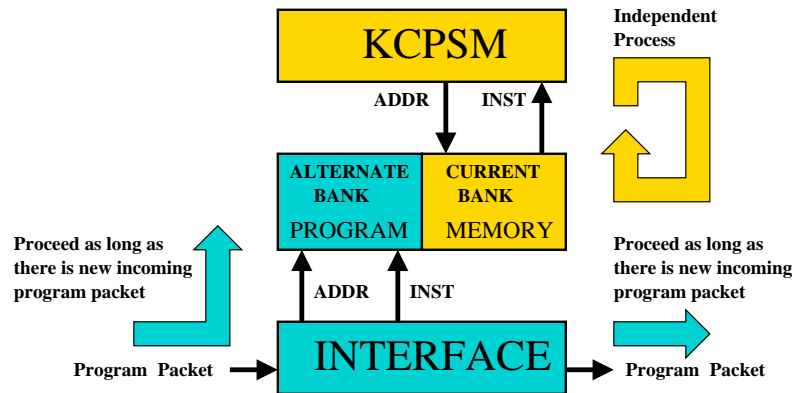 KCPSM
Independent
Process
ADDR
INST
ALTERNATE
BANK
PROGRAM
CURRENT
BANK
MEMORY
Proceed as long as
there is new incoming
program packet
Proceed as long as
there is new incoming
program packet
ADDR
INST
INTERFACE
Program Packet
Program Packet